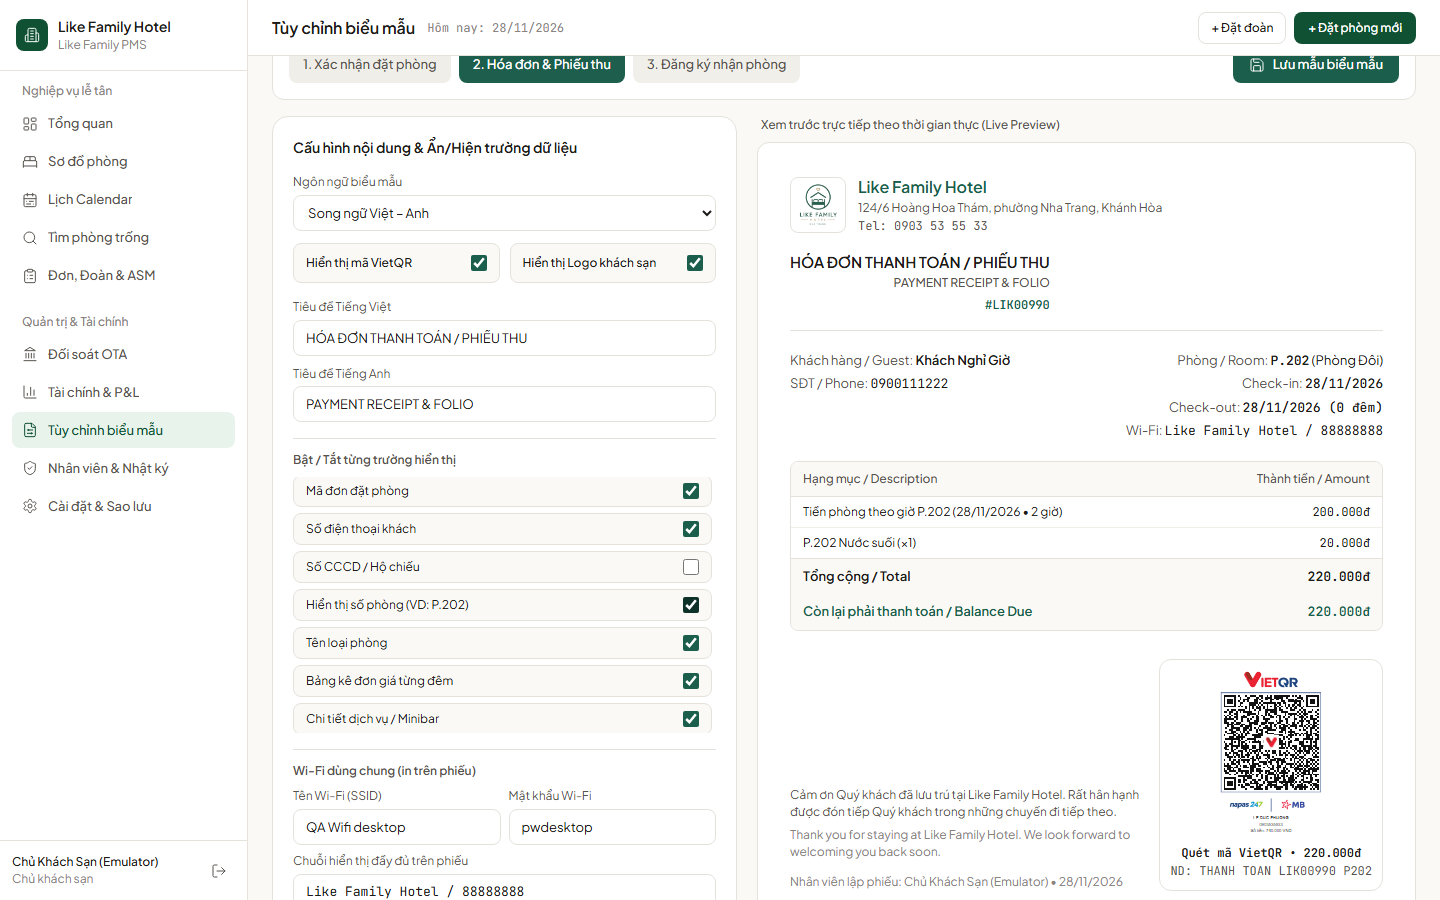 Like Family Hotel
Like Family PMS
Nghiệp vụ lễ tân
Tổng quan
Sơ đồ phòng
Lịch Calendar
Tìm phòng trống
Đơn, Đoàn & ASM
Quản trị & Tài chính
Đối soát OTA
Tài chính & P&L
Tùy chỉnh biểu mẫu
Nhân viên & Nhật ký
Cài đặt & Sao lưu
Chủ Khách Sạn (Emulator)
Chủ khách sạn
Tùy chỉnh biểu mẫu
Hôm nay: 28/11/2026
+ Đặt đoàn
+ Đặt phòng mới
1. Xác nhận đặt phòng
2. Hóa đơn & Phiếu thu
3. Đăng ký nhận phòng
Lưu mẫu biểu mẫu
Cấu hình nội dung & Ẩn/Hiện trường dữ liệu
Ngôn ngữ biểu mẫu
Song ngữ Việt – Anh
Hiển thị mã VietQR
Hiển thị Logo khách sạn
Tiêu đề Tiếng Việt
HÓA ĐƠN THANH TOÁN / PHIẾU THU
Tiêu đề Tiếng Anh
PAYMENT RECEIPT & FOLIO
Bật / Tắt từng trường hiển thị
Mã đơn đặt phòng
Số điện thoại khách
Số CCCD / Hộ chiếu
Hiển thị số phòng (VD: P.202)
Tên loại phòng
Bảng kê đơn giá từng đêm
Chi tiết dịch vụ / Minibar
Wi-Fi dùng chung (in trên phiếu)
Tên Wi-Fi (SSID)
Mật khẩu Wi-Fi
QA Wifi desktop
pwdesktop
Chuỗi hiển thị đầy đủ trên phiếu
Like Family Hotel / 88888888
Xem trước trực tiếp theo thời gian thực (Live Preview)
LIKE FAMILY
Like Family Hotel
124/6 Hoàng Hoa Thám, phường Nha Trang, Khánh Hòa
Tel: 0903 53 55 33
HÓA ĐƠN THANH TOÁN / PHIẾU THU
PAYMENT RECEIPT & FOLIO
#LIK00990
Khách hàng / Guest: Khách Nghỉ Giờ
SĐT / Phone: 0900111222
Phòng / Room: P.202 (Phòng Đôi)
Check-in: 28/11/2026
Check-out: 28/11/2026 (0 đêm)
Wi-Fi: Like Family Hotel / 88888888
Hạng mục / Description
Thành tiền / Amount
Tiền phòng theo giờ P.202 (28/11/2026 • 2 giờ)
200.000đ
P.202 Nước suối (×1)
20.000đ
Tổng cộng / Total
220.000đ
Còn lại phải thanh toán / Balance Due
220.000đ
VIETQR
napas 247
MB
Quét mã VietQR • 220.000đ
ND: THANH TOAN LIK00990 P202
Cảm ơn Quý khách đã lưu trú tại Like Family Hotel. Rất hân hạnh
được đón tiếp Quý khách trong những chuyến đi tiếp theo.
Thank you for staying at Like Family Hotel. We look forward to
welcoming you back soon.
Nhân viên lập phiếu: Chủ Khách Sạn (Emulator) • 28/11/2026